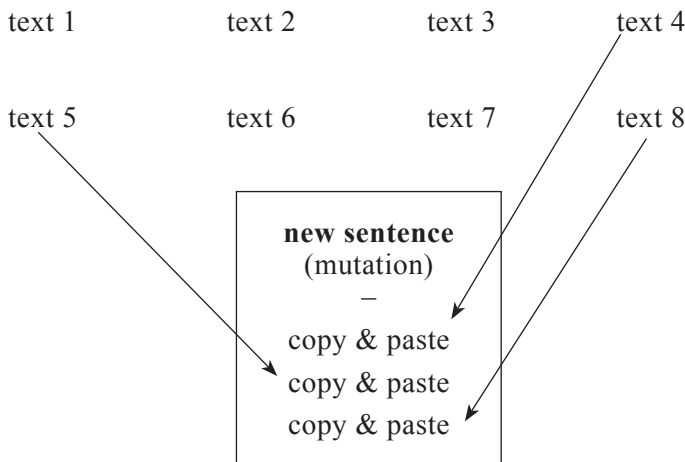 text 1 text 2 text 3 text 4
text 5 text 6 text 7 text 8
new sentence
(mutation)
–
copy & paste
copy & paste
copy & paste